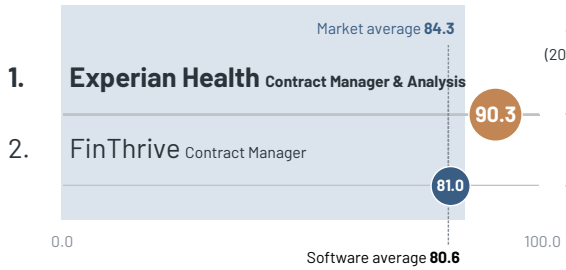 Market average 84.3
(20
1. Experian Health Contract Manager & Analysis
90.3
2. FinThrive Contract Manager
81.0
0.0 100.0
Software average 80.6